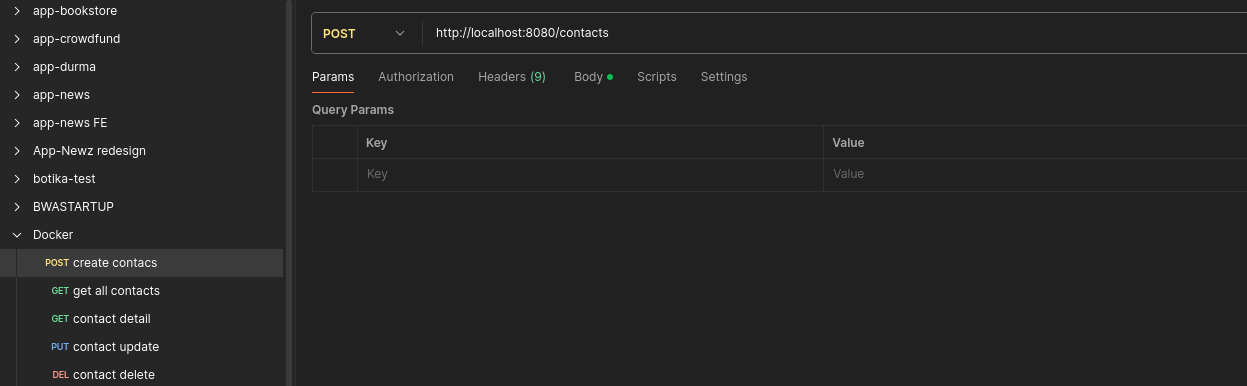 app-bookstore
app-crowdfund
app-durma
app-news
app-news FE
App-Newz redesign
botika-test
BWASTARTUP
Docker
POST create contacs
GET get all contacts
GET contact detail
PUT contact update
DEL contact delete
POST http://localhost:8080/contacts
Params Authorization Headers (9) Body Scripts Settings
Query Params
Key Value
Key Value